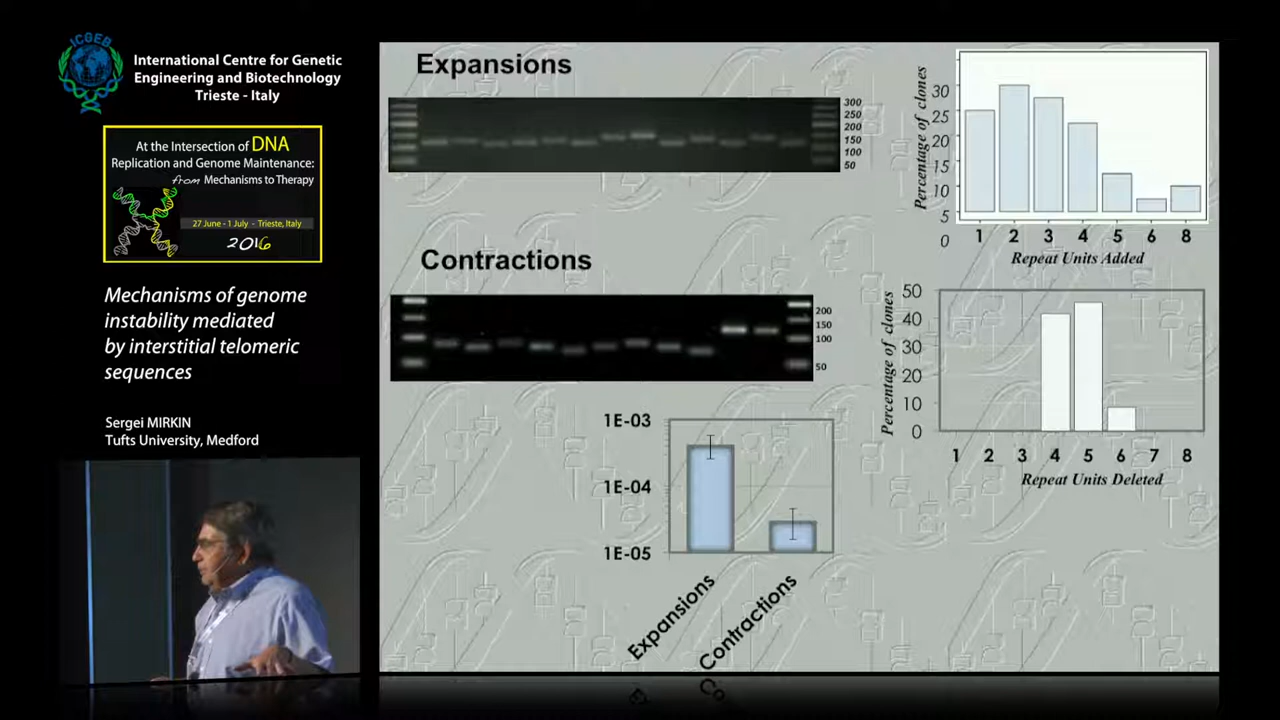 ICGEB
International Centre for Genetic
Engineering and Biotechnology
Trieste - Italy
At the Intersection of DNA
Replication and Genome Maintenance:
from Mechanisms to Therapy
27 June - 1 July - Trieste, Italy
2016
Mechanisms of genome
instability mediated
by interstitial telomeric
sequences
Sergei MIRKIN
Tufts University, Medford
Expansions
300
250
200
150
100
50
Percentage of clones
30
25
20
15
10
5
0
1 2 3 4 5 6 8
Repeat Units Added
Contractions
200
150
100
50
Percentage of clones
50
40
30
20
10
0
1 2 3 4 5 6 7 8
Repeat Units Deleted
1E-03
1E-04
1E-05
Expansions
Contractions